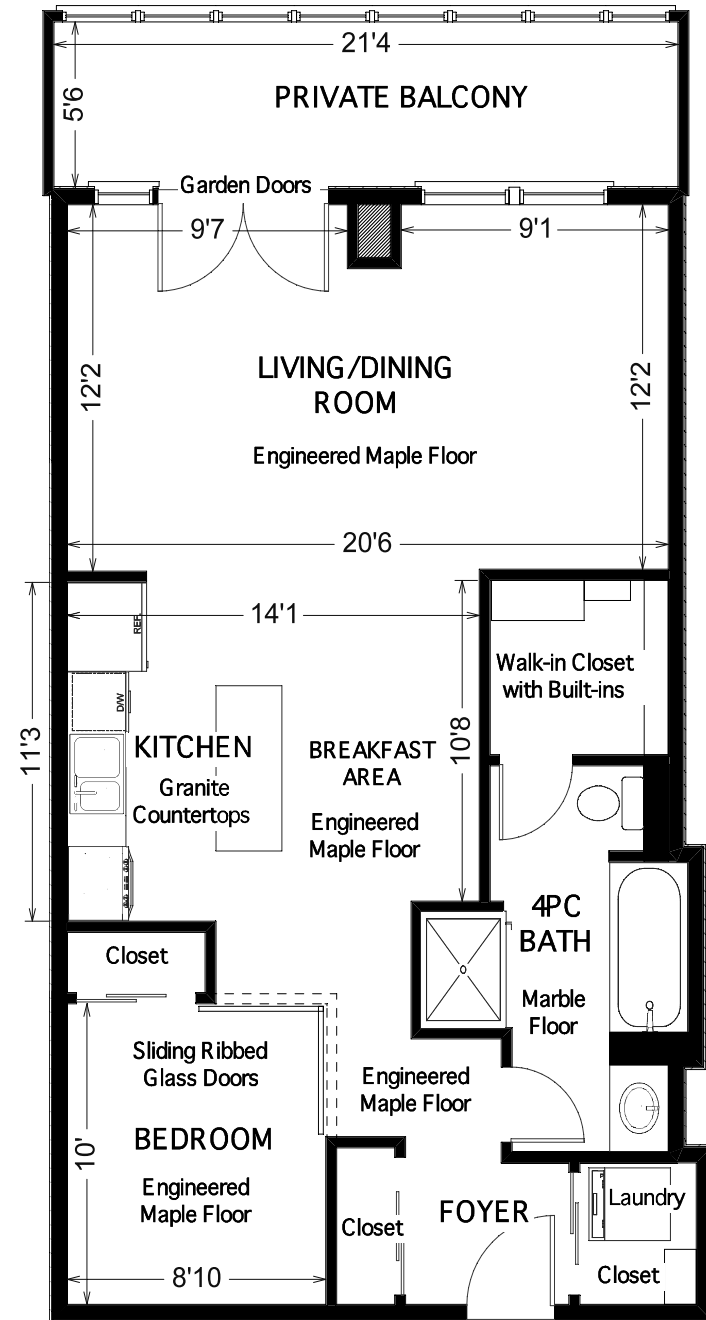 21'4
5'6
PRIVATE BALCONY
Garden Doors
9'7
9'1
12'2
LIVING/DINING
ROOM
12'2
Engineered Maple Floor
20'6
14'1
REF.
Walk-in Closet
with Built-ins
D/W
11'3
KITCHEN
BREAKFAST
AREA
10'8
Granite
Countertops
Engineered
Maple Floor
4PC
BATH
Closet
Marble
Floor
Sliding Ribbed
Glass Doors
Engineered
Maple Floor
BEDROOM
10'
Engineered
Maple Floor
Laundry
Closet
FOYER
8'10
Closet